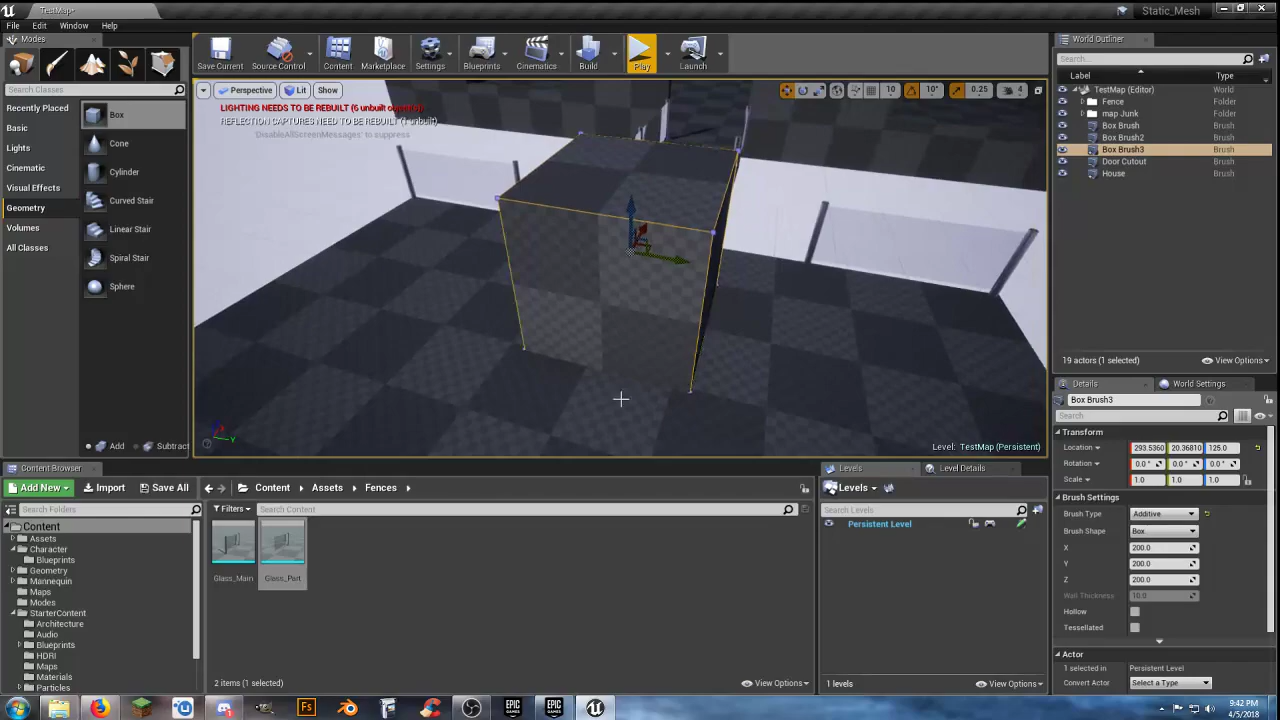 TestMap*
Static_Mesh
File Edit Window Help
Modes
Search Classes
Recently Placed
Basic
Lights
Cinematic
Visual Effects
Geometry
Volumes
All Classes
Box
Cone
Cylinder
Curved Stair
Linear Stair
Spiral Stair
Sphere
Add Subtract
Save Current Source Control Content Marketplace Settings Blueprints Cinematics Build Play Launch
Perspective Lit Show
10 10° 0.25 4
LIGHTING NEEDS TO BE REBUILT (6 unbuilt objects)
REFLECTION CAPTURES NEED TO BE REBUILT (1 unbuilt)
'DisableAllScreenMessages' to suppress
Level: TestMap (Persistent)
World Outliner
Search...
Label Type
TestMap (Editor) World
Fence Folder
map Junk Folder
Box Brush Brush
Box Brush2 Brush
Box Brush3 Brush
Door Cutout Brush
House Brush
19 actors (1 selected) View Options
Details World Settings
Box Brush3
Search
Transform
Location 293.5360 20.36810 125.0
Rotation 0.0 ° 0.0 ° 0.0 °
Scale 1.0 1.0 1.0
Brush Settings
Brush Type Additive
Brush Shape Box
X 200.0
Y 200.0
Z 200.0
Wall Thickness 10.0
Hollow
Tessellated
Actor
1 selected in Persistent Level
Convert Actor Select a Type
Content Browser
Add New Import Save All Content Assets Fences
Search Folders
Filters Search Content
Content
Assets
Character
Blueprints
Geometry
Mannequin
Maps
Modes
StarterContent
Architecture
Audio
Blueprints
HDRI
Maps
Materials
Particles
Glass_Main Glass_Part
2 items (1 selected) View Options
Levels Level Details
Levels
Search Levels
Persistent Level
1 levels View Options
Fs
EPIC GAMES
EPIC GAMES
9:42 PM
4/5/2018